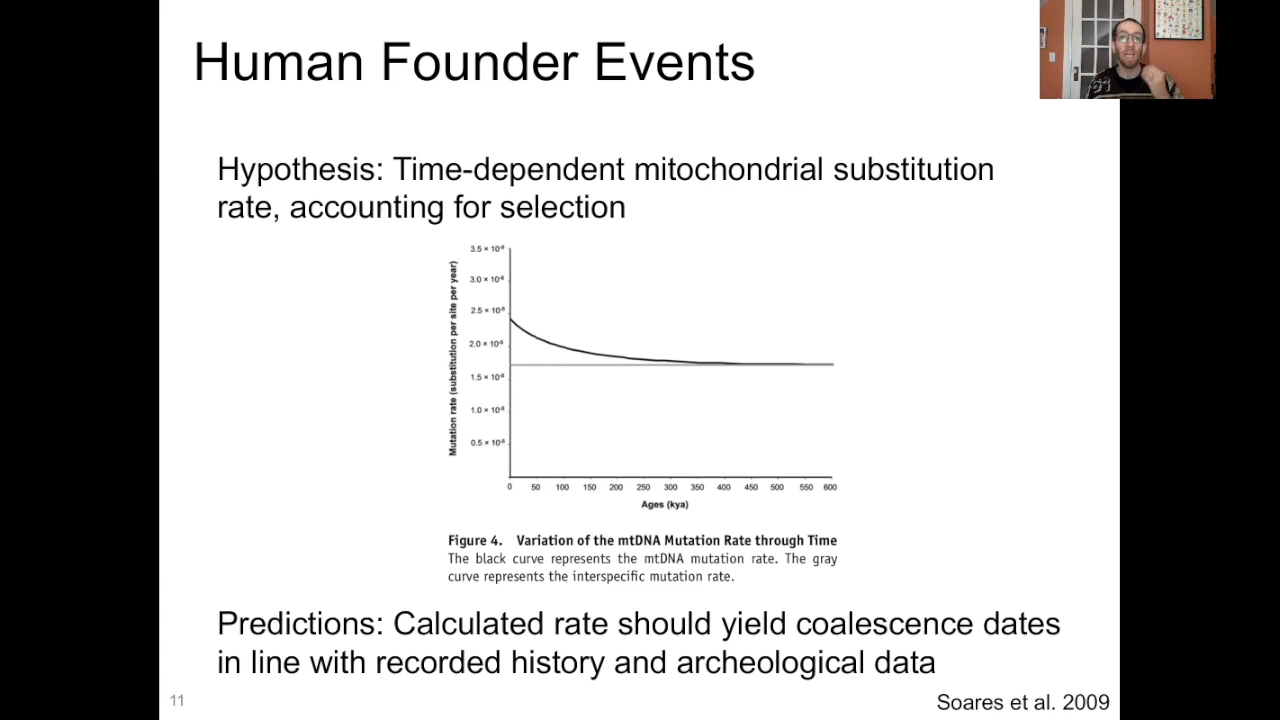 Human Founder Events
Hypothesis: Time-dependent mitochondrial substitution
rate, accounting for selection
3.5 × 10⁻⁸
3.0 × 10⁻⁸
2.5 × 10⁻⁸
2.0 × 10⁻⁸
1.5 × 10⁻⁸
1.0 × 10⁻⁸
0.5 × 10⁻⁸
Mutation rate (substitution per site per year)
0 50 100 150 200 250 300 350 400 450 500 550 600
Ages (kya)
Figure 4. Variation of the mtDNA Mutation Rate through Time
The black curve represents the mtDNA mutation rate. The gray
curve represents the interspecific mutation rate.
Predictions: Calculated rate should yield coalescence dates
in line with recorded history and archeological data
11
Soares et al. 2009